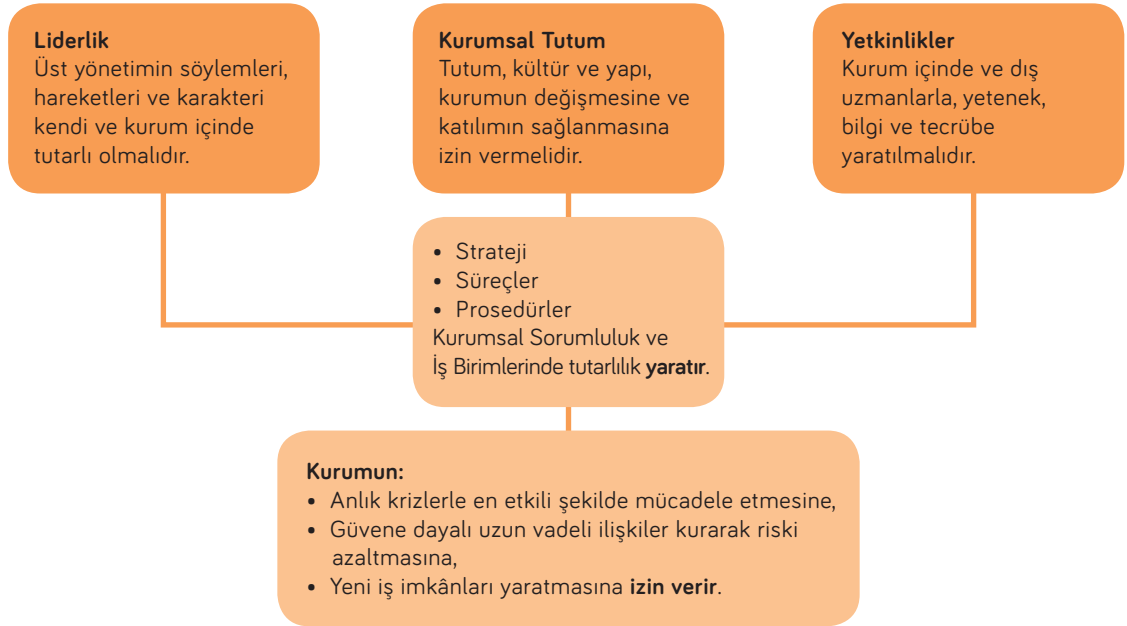 Liderlik
Üst yönetimin söylemleri,
hareketleri ve karakteri
kendi ve kurum içinde
tutarlı olmalıdır.
Kurumsal Tutum
Tutum, kültür ve yapı,
kurumun değişmesine ve
katılımın sağlanmasına
izin vermelidir.
Yetkinlikler
Kurum içinde ve dış
uzmanlarla, yetenek,
bilgi ve tecrübe
yaratılmalıdır.
• Strateji
• Süreçler
• Prosedürler
Kurumsal Sorumluluk ve
İş Birimlerinde tutarlılık yaratır.
Kurumun:
• Anlık krizlerle en etkili şekilde mücadele etmesine,
• Güvene dayalı uzun vadeli ilişkiler kurarak riski
azaltmasına,
• Yeni iş imkânları yaratmasına izin verir.